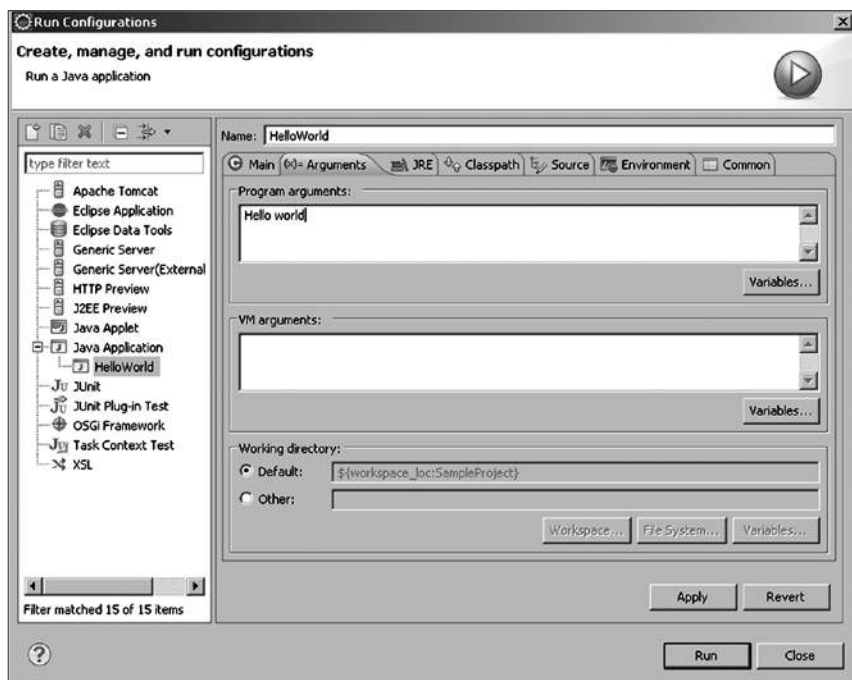 Run Configurations
Create, manage, and run configurations
Run a Java application
type filter text
Apache Tomcat
Eclipse Application
Eclipse Data Tools
Generic Server
Generic Server(External
HTTP Preview
J2EE Preview
Java Applet
Java Application
HelloWorld
JUnit
JUnit Plug-in Test
OSGi Framework
Task Context Test
XSL
Filter matched 15 of 15 items
Name: HelloWorld
Main (x)= Arguments JRE Classpath Source Environment Common
Program arguments:
Hello world
Variables...
VM arguments:
Variables...
Working directory:
Default: ${workspace_loc:SampleProject}
Other:
Workspace... File System... Variables...
Apply Revert
Run Close